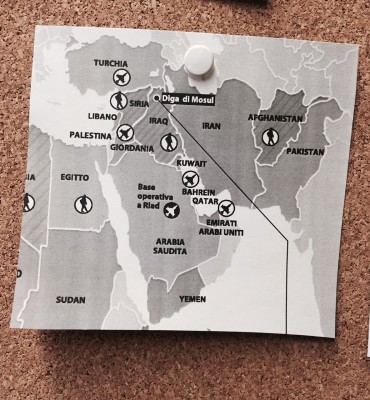 TURCHIA
Diga di Mosul
SIRIA
LIBANO
IRAQ
IRAN
AFGHANISTAN
PALESTINA
GIORDANIA
PAKISTAN
KUWAIT
IA
EGITTO
BAHREIN
QATAR
Base
operativa
a Riad
EMIRATI
ARABI UNITI
ARABIA
SAUDITA
SUDAN
YEMEN